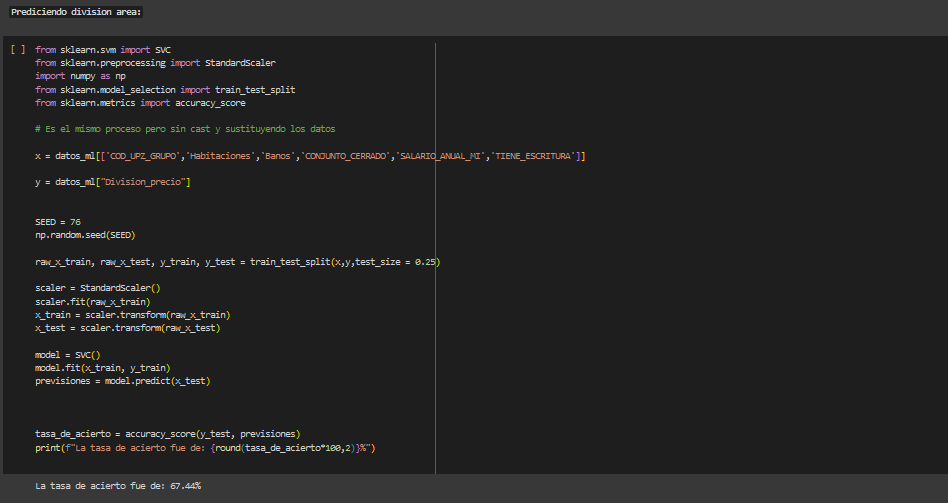 Prediciendo division area:
[ ] from sklearn.svm import SVC
from sklearn.preprocessing import StandardScaler
import numpy as np
from sklearn.model_selection import train_test_split
from sklearn.metrics import accuracy_score
# Es el mismo proceso pero sin cast y sustituyendo los datos
x = datos_ml[['COD_UPZ_GRUPO','Habitaciones','Banos','CONJUNTO_CERRADO','SALARIO_ANUAL_MI','TIENE_ESCRITURA']]
y = datos_ml["Division_precio"]
SEED = 76
np.random.seed(SEED)
raw_x_train, raw_x_test, y_train, y_test = train_test_split(x,y,test_size = 0.25)
scaler = StandardScaler()
scaler.fit(raw_x_train)
x_train = scaler.transform(raw_x_train)
x_test = scaler.transform(raw_x_test)
model = SVC()
model.fit(x_train, y_train)
previsiones = model.predict(x_test)
tasa_de_acierto = accuracy_score(y_test, previsiones)
print(f"La tasa de acierto fue de: {round(tasa_de_acierto*100,2)}%")
La tasa de acierto fue de: 67.44%